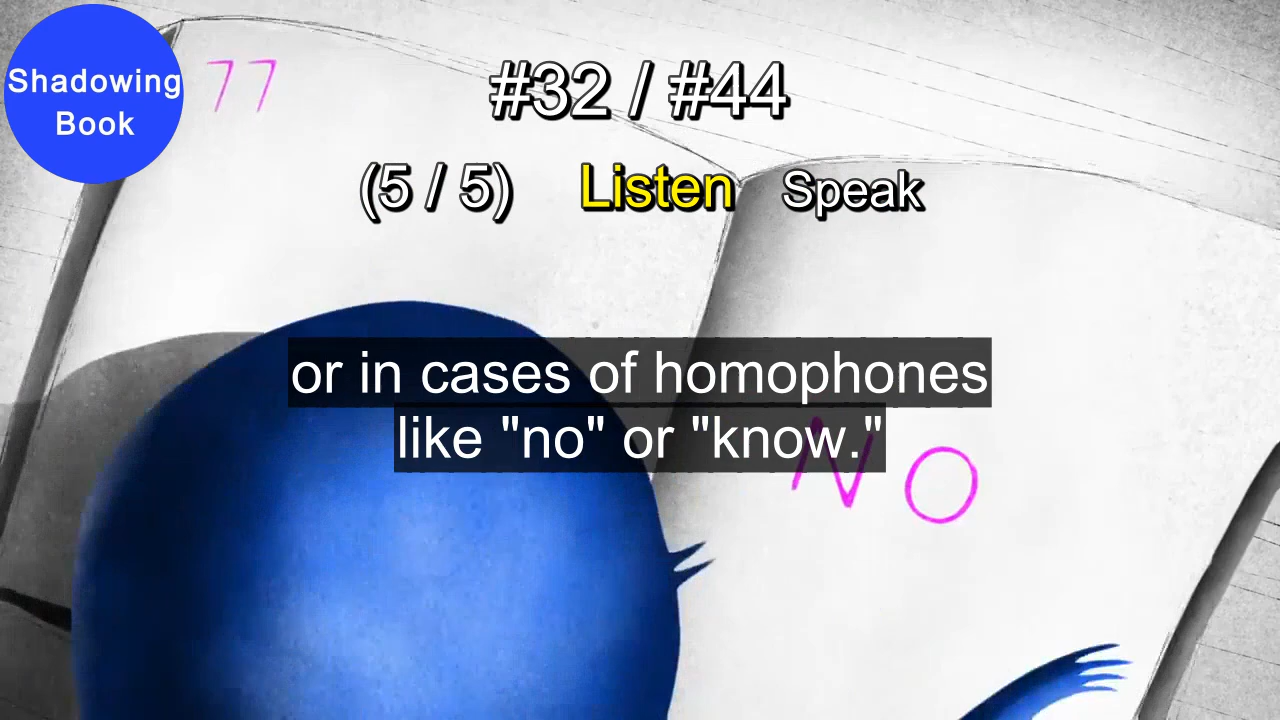 Shadowing
Book
77
#32 / #44
(5 / 5) Listen Speak
or in cases of homophones
like "no" or "know."
NO